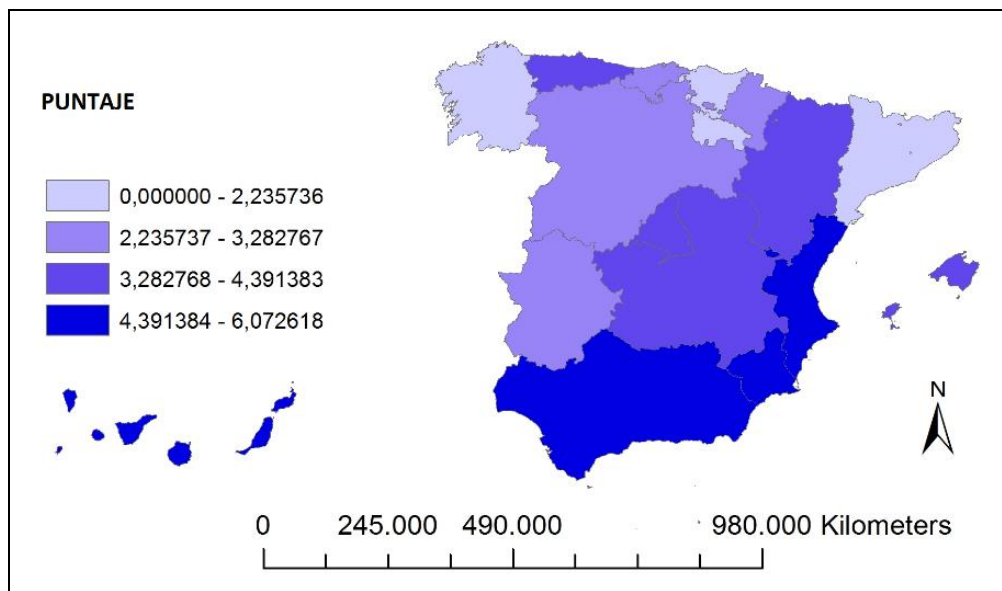 PUNTAJE
0,000000 - 2,235736
2,235737 - 3,282767
3,282768 - 4,391383
4,391384 - 6,072618
N
0 245.000 490.000 980.000 Kilometers